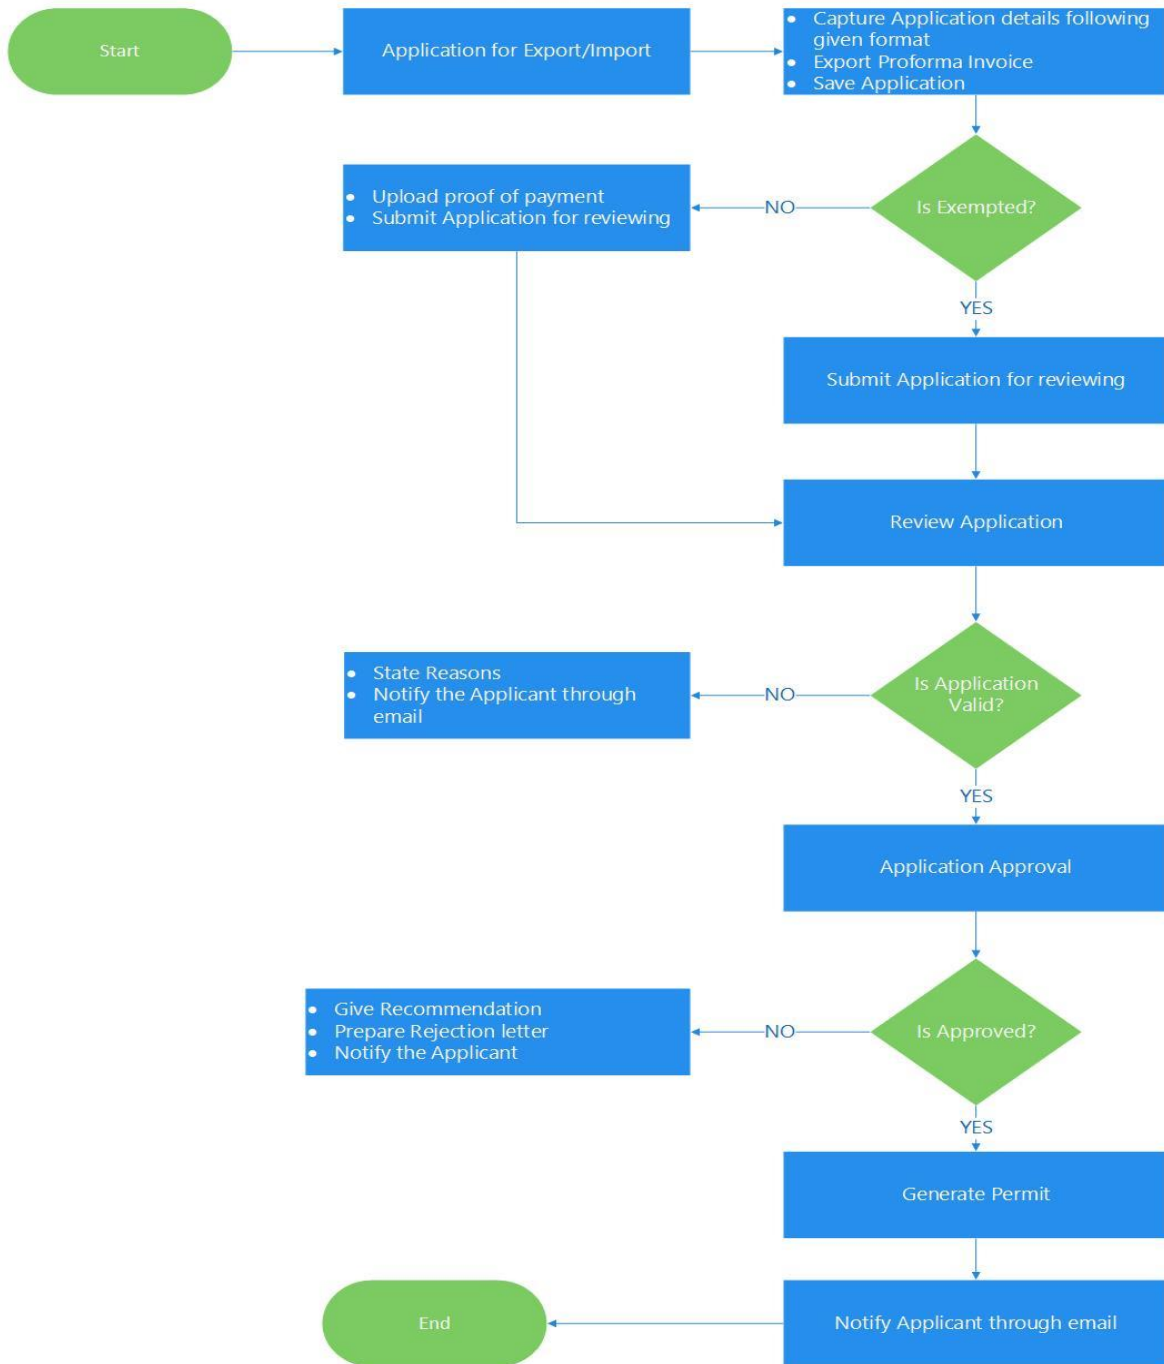 Start
Application for Export/Import
• Capture Application details following
given format
• Export Proforma Invoice
• Save Application
Is Exempted?
NO
• Upload proof of payment
• Submit Application for reviewing
YES
Submit Application for reviewing
Review Application
Is Application
Valid?
NO
• State Reasons
• Notify the Applicant through
email
YES
Application Approval
Is Approved?
NO
• Give Recommendation
• Prepare Rejection letter
• Notify the Applicant
YES
Generate Permit
Notify Applicant through email
End